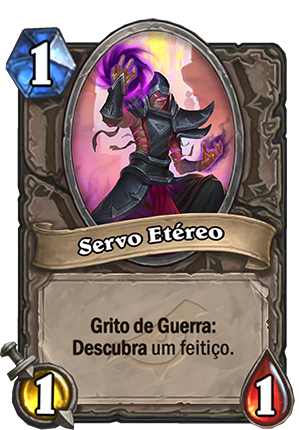 1
Servo Etéreo
Grito de Guerra:
Descubra um feitiço.
1
1